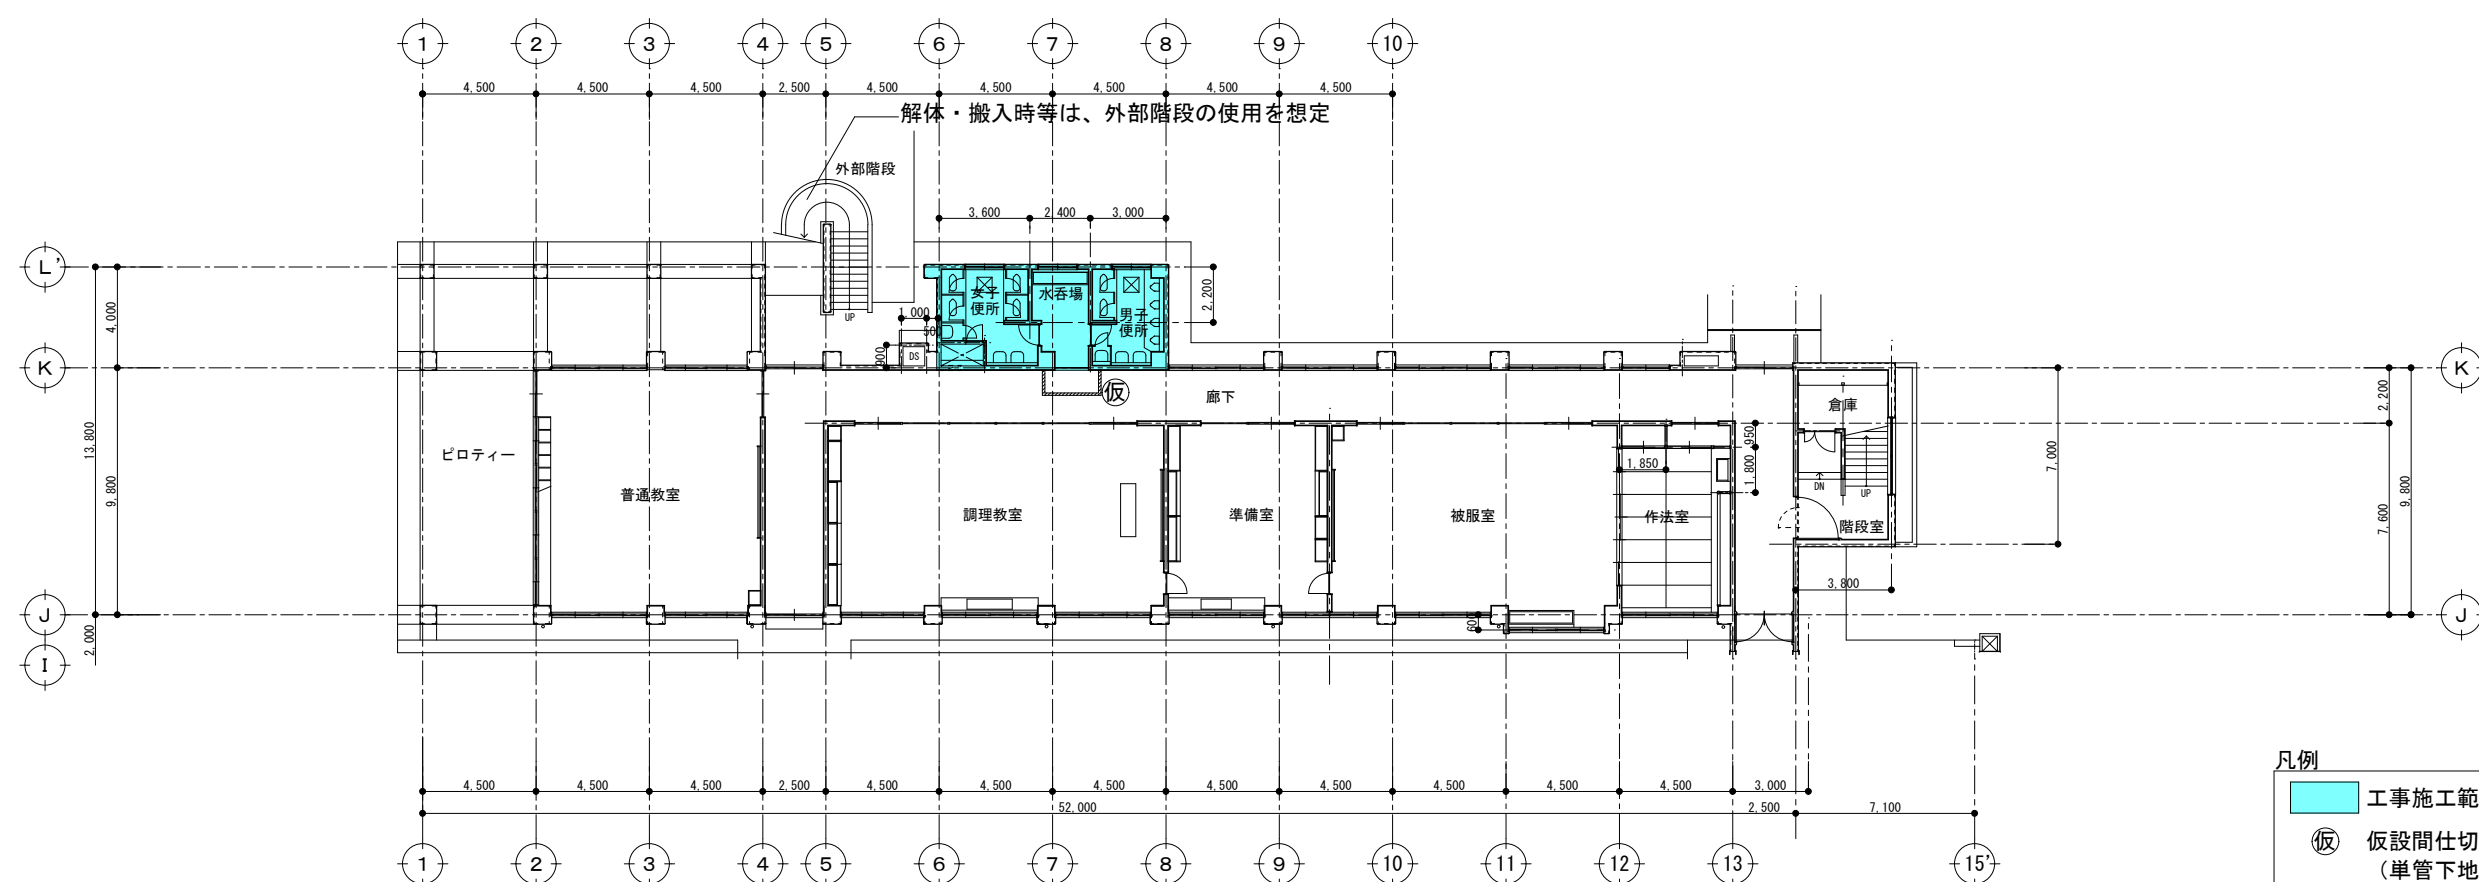 1 2 3 4 5 6 7 8 9 10
4,500 4,500 4,500 2,500 4,500 4,500 4,500 4,500 4,500
解体・搬入時等は、外部階段の使用を想定
外部階段
3,600 2,400 3,000
L'
4,000
UP
1,000
500
900
DS
女子
便所
水呑場
男子
便所
2,200
K
K
仮
廊下
倉庫
2,200
13,800
9,800
ピロティー
普通教室
調理教室
準備室
被服室
作法室
950
1,800
1,850
DN
UP
階段室
7,000
7,600
9,800
3,800
J
600
J
2,000
I
4,500 4,500 4,500 2,500 4,500 4,500 4,500 4,500 4,500 4,500 4,500 4,500 3,000
52,000 2,500 7,100
1 2 3 4 5 6 7 8 9 10 11 12 13 15'
凡例
工事施工範
仮 仮設間仕切
（単管下地